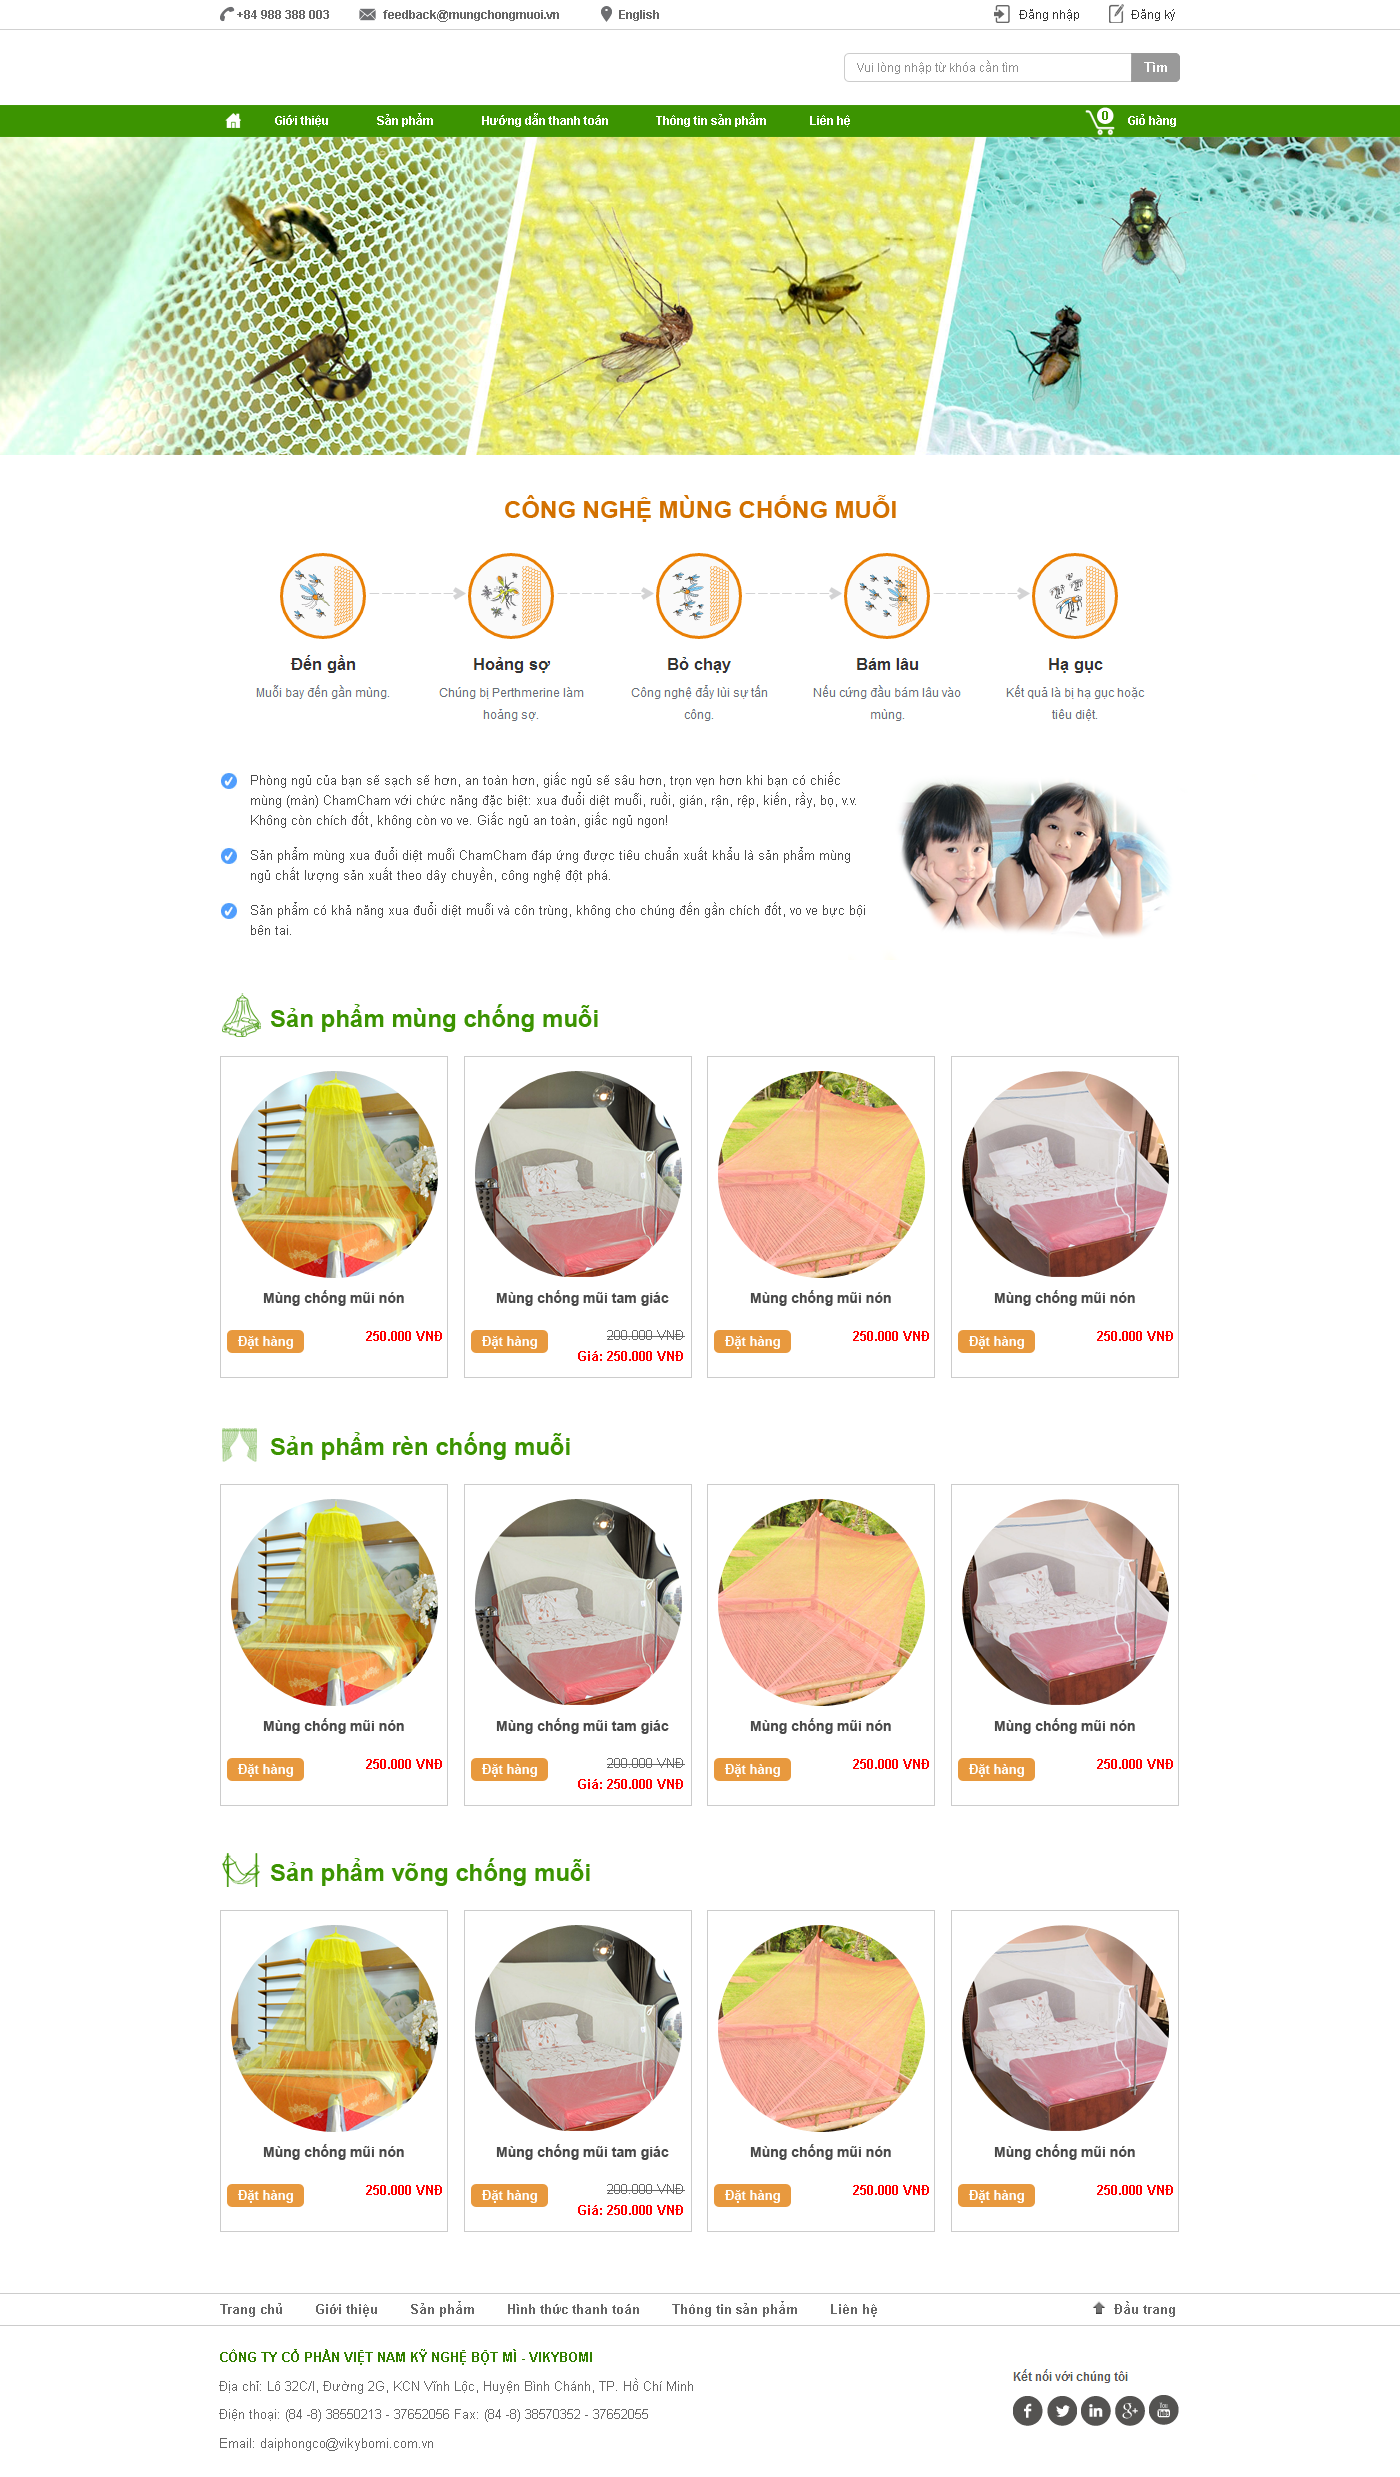 +84 988 388 003 feedback@mungchongmuoi.vn English Đăng nhập Đăng ký
Vui lòng nhập từ khóa cần tìm Tìm
Giới thiệu Sản phẩm Hướng dẫn thanh toán Thông tin sản phẩm Liên hệ 0 Giỏ hàng
CÔNG NGHỆ MÙNG CHỐNG MUỖI
Đến gần Hoảng sợ Bỏ chạy Bám lâu Hạ gục
Muỗi bay đến gần mùng. Chúng bị Perthmerine làm Công nghệ đẩy lùi sự tấn Nếu cứng đầu bám lâu vào Kết quả là bị hạ gục hoặc
hoảng sợ. công. mùng. tiêu diệt.
Phòng ngủ của bạn sẽ sạch sẽ hơn, an toàn hơn, giấc ngủ sẽ sâu hơn, trọn vẹn hơn khi bạn có chiếc
mùng (màn) ChamCham với chức năng đặc biệt: xua đuổi diệt muỗi, ruồi, gián, rận, rệp, kiến, rầy, bọ, v.v.
Không còn chích đốt, không còn vo ve. Giấc ngủ an toàn, giấc ngủ ngon!
Sản phẩm mùng xua đuổi diệt muỗi ChamCham đáp ứng được tiêu chuẩn xuất khẩu là sản phẩm mùng
ngủ chất lượng sản xuất theo dây chuyền, công nghệ đột phá.
Sản phẩm có khả năng xua đuổi diệt muỗi và côn trùng, không cho chúng đến gần chích đốt, vo ve bực bội
bên tai.
Sản phẩm mùng chống muỗi
Mùng chống mũi nón Mùng chống mũi tam giác Mùng chống mũi nón Mùng chống mũi nón
Đặt hàng 250.000 VNĐ Đặt hàng 200.000 VNĐ Đặt hàng 250.000 VNĐ Đặt hàng 250.000 VNĐ
Giá: 250.000 VNĐ
Sản phẩm rèn chống muỗi
Mùng chống mũi nón Mùng chống mũi tam giác Mùng chống mũi nón Mùng chống mũi nón
Đặt hàng 250.000 VNĐ Đặt hàng 200.000 VNĐ Đặt hàng 250.000 VNĐ Đặt hàng 250.000 VNĐ
Giá: 250.000 VNĐ
Sản phẩm võng chống muỗi
Mùng chống mũi nón Mùng chống mũi tam giác Mùng chống mũi nón Mùng chống mũi nón
Đặt hàng 250.000 VNĐ Đặt hàng 200.000 VNĐ Đặt hàng 250.000 VNĐ Đặt hàng 250.000 VNĐ
Giá: 250.000 VNĐ
Trang chủ Giới thiệu Sản phẩm Hình thức thanh toán Thông tin sản phẩm Liên hệ Đầu trang
CÔNG TY CỔ PHẦN VIỆT NAM KỸ NGHỆ BỘT MÌ - VIKYBOMI
Địa chỉ: Lô 32C/I, Đường 2G, KCN Vĩnh Lộc, Huyện Bình Chánh, TP. Hồ Chí Minh
Kết nối với chúng tôi
Điện thoại: (84 -8) 38550213 - 37652056 Fax: (84 -8) 38570352 - 37652055
Email: daiphongco@vikybomi.com.vn